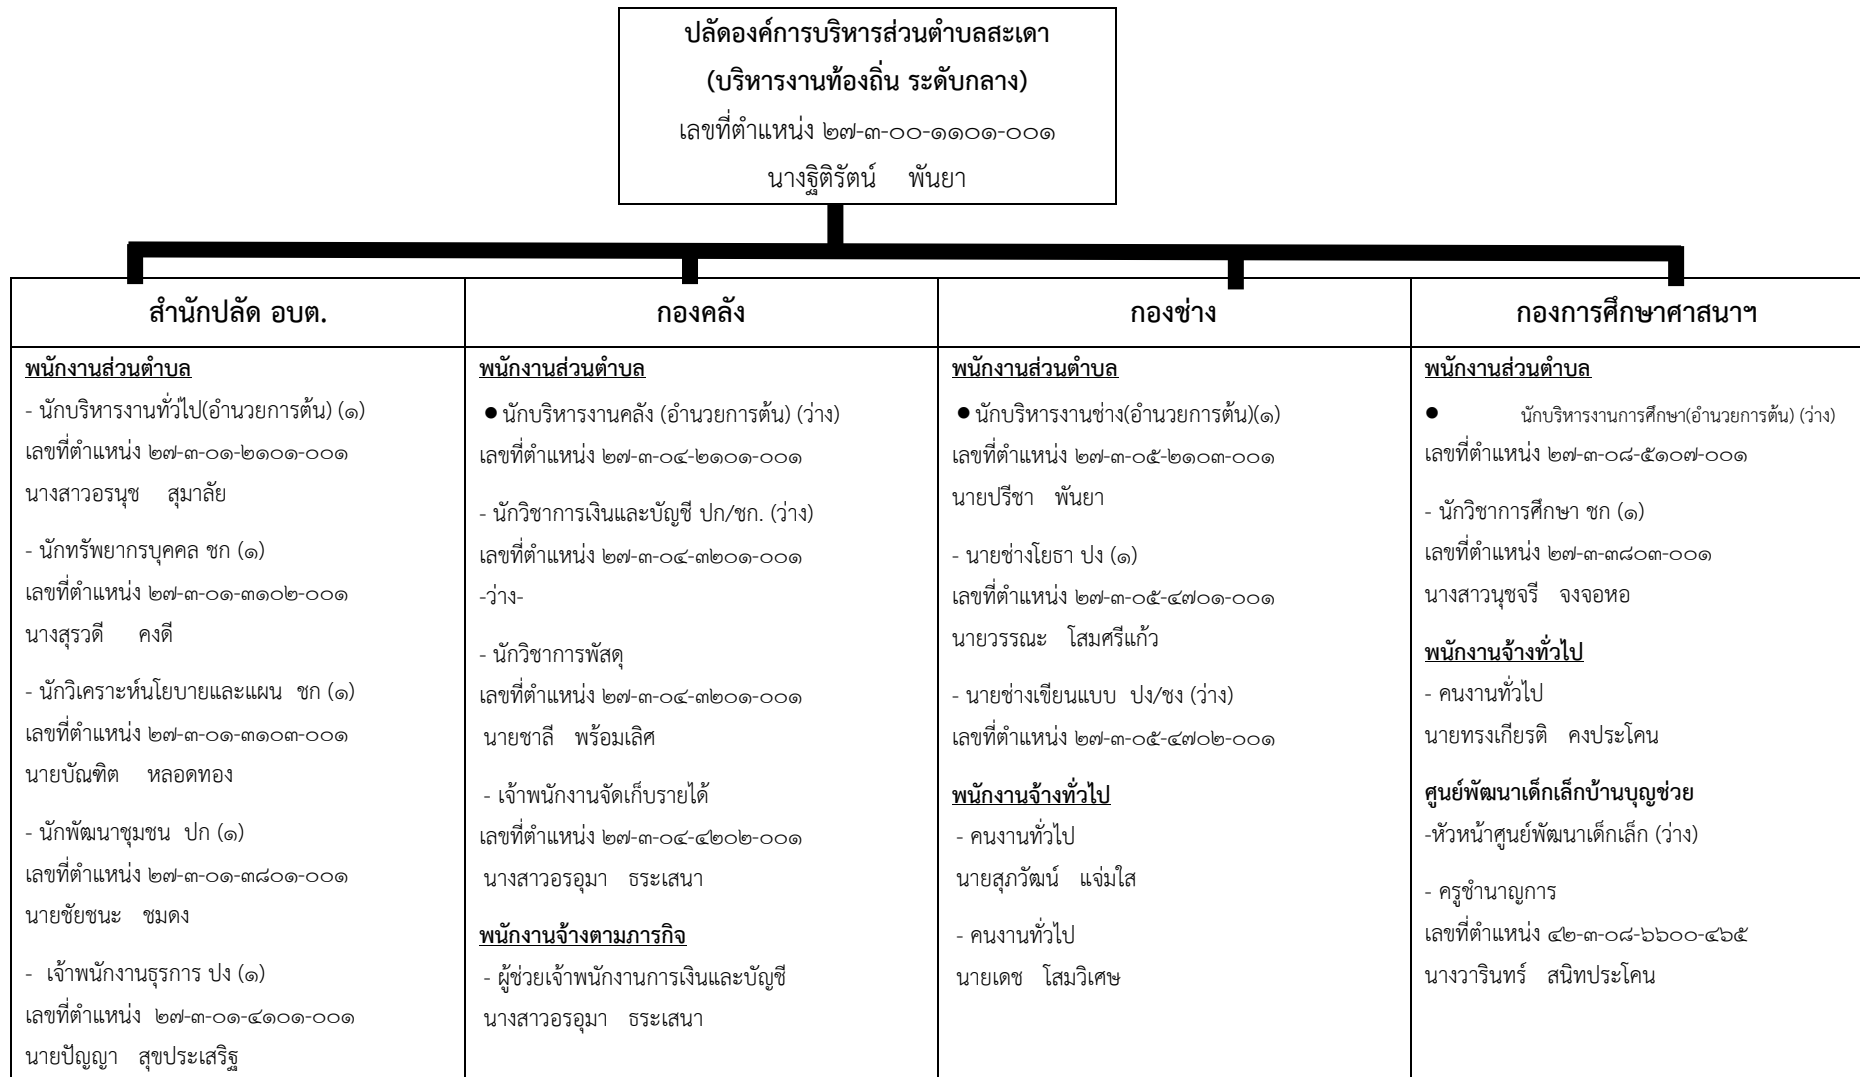 ปลัดองค์การบริหารส่วนตำบลสะเดา
(บริหารงานท้องถิ่น ระดับกลาง)
เลขที่ตำแหน่ง ๒๗-๓-๐๐-๑๑๐๑-๐๐๑
นางฐิติรัตน์ พันยา
สำนักปลัด อบต.
พนักงานส่วนตำบล
- นักบริหารงานทั่วไป(อำนวยการต้น) (๑)
เลขที่ตำแหน่ง ๒๗-๓-๐๑-๒๑๐๑-๐๐๑
นางสาวอรนุช สุมาลัย
- นักทรัพยากรบุคคล ชก (๑)
เลขที่ตำแหน่ง ๒๗-๓-๐๑-๓๑๐๒-๐๐๑
นางสุรวดี คงดี
- นักวิเคราะห์นโยบายและแผน ชก (๑)
เลขที่ตำแหน่ง ๒๗-๓-๐๑-๓๑๐๓-๐๐๑
นายบัณฑิต หลอดทอง
- นักพัฒนาชุมชน ปก (๑)
เลขที่ตำแหน่ง ๒๗-๓-๐๑-๓๘๐๑-๐๐๑
นายชัยชนะ ชมดง
- เจ้าพนักงานธุรการ ปง (๑)
เลขที่ตำแหน่ง ๒๗-๓-๐๑-๔๑๐๑-๐๐๑
นายปัญญา สุขประเสริฐ
กองคลัง
พนักงานส่วนตำบล
● นักบริหารงานคลัง (อำนวยการต้น) (ว่าง)
เลขที่ตำแหน่ง ๒๗-๓-๐๔-๒๑๐๑-๐๐๑
- นักวิชาการเงินและบัญชี ปก/ชก. (ว่าง)
เลขที่ตำแหน่ง ๒๗-๓-๐๔-๓๒๐๑-๐๐๑
-ว่าง-
- นักวิชาการพัสดุ
เลขที่ตำแหน่ง ๒๗-๓-๐๔-๓๒๐๑-๐๐๑
นายชาลี พร้อมเลิศ
- เจ้าพนักงานจัดเก็บรายได้
เลขที่ตำแหน่ง ๒๗-๓-๐๔-๔๒๐๒-๐๐๑
นางสาวอรอุมา ธระเสนา
พนักงานจ้างตามภารกิจ
- ผู้ช่วยเจ้าพนักงานการเงินและบัญชี
นางสาวอรอุมา ธระเสนา
กองช่าง
พนักงานส่วนตำบล
● นักบริหารงานช่าง(อำนวยการต้น)(๑)
เลขที่ตำแหน่ง ๒๗-๓-๐๕-๒๑๐๓-๐๐๑
นายปรีชา พันยา
- นายช่างโยธา ปง (๑)
เลขที่ตำแหน่ง ๒๗-๓-๐๕-๔๗๐๑-๐๐๑
นายวรรณะ โสมศรีแก้ว
- นายช่างเขียนแบบ ปง/ชง (ว่าง)
เลขที่ตำแหน่ง ๒๗-๓-๐๕-๔๗๐๒-๐๐๑
พนักงานจ้างทั่วไป
- คนงานทั่วไป
นายสุภวัฒน์ แจ่มใส
- คนงานทั่วไป
นายเดช โสมวิเศษ
กองการศึกษาศาสนาฯ
พนักงานส่วนตำบล
● นักบริหารงานการศึกษา(อำนวยการต้น) (ว่าง)
เลขที่ตำแหน่ง ๒๗-๓-๐๘-๕๑๐๗-๐๐๑
- นักวิชาการศึกษา ชก (๑)
เลขที่ตำแหน่ง ๒๗-๓-๓๘๐๓-๐๐๑
นางสาวนุชจรี จงจอหอ
พนักงานจ้างทั่วไป
- คนงานทั่วไป
นายทรงเกียรติ คงประโคน
ศูนย์พัฒนาเด็กเล็กบ้านบุญช่วย
-หัวหน้าศูนย์พัฒนาเด็กเล็ก (ว่าง)
- ครูชำนาญการ
เลขที่ตำแหน่ง ๔๒-๓-๐๘-๖๖๐๐-๔๖๕
นางวารินทร์ สนิทประโคน